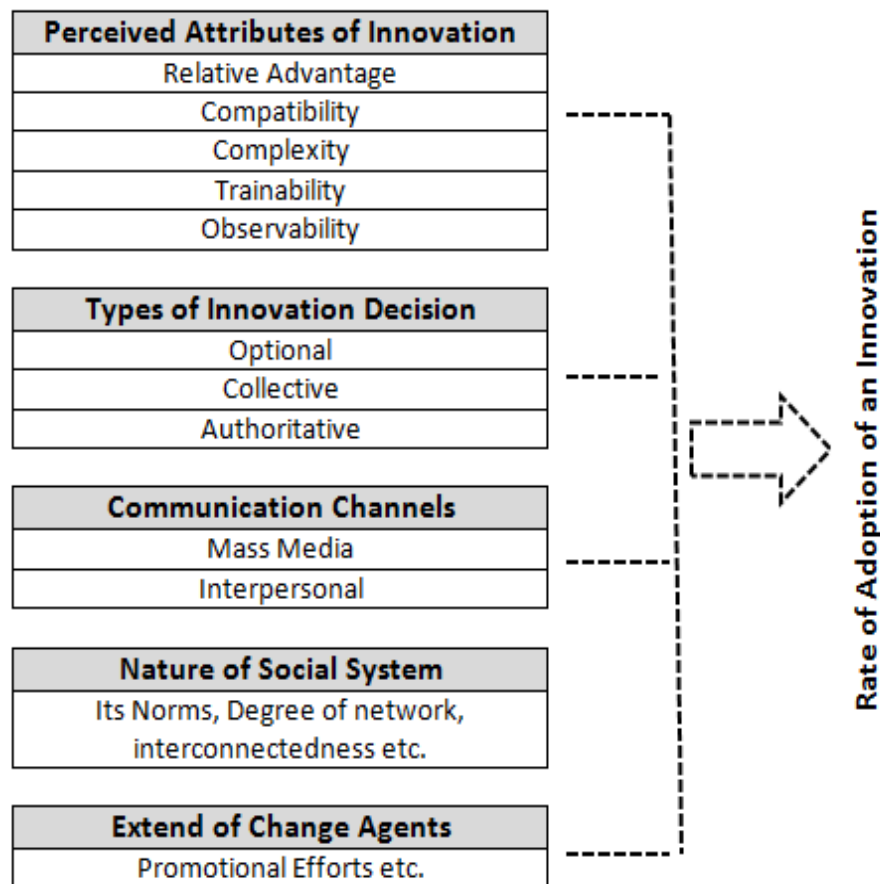 Perceived Attributes of Innovation
Relative Advantage
Compatibility
Complexity
Trainability
Observability
Types of Innovation Decision
Optional
Collective
Authoritative
Communication Channels
Mass Media
Interpersonal
Nature of Social System
Its Norms, Degree of network,
interconnectedness etc.
Extend of Change Agents
Promotional Efforts etc.
Rate of Adoption of an Innovation